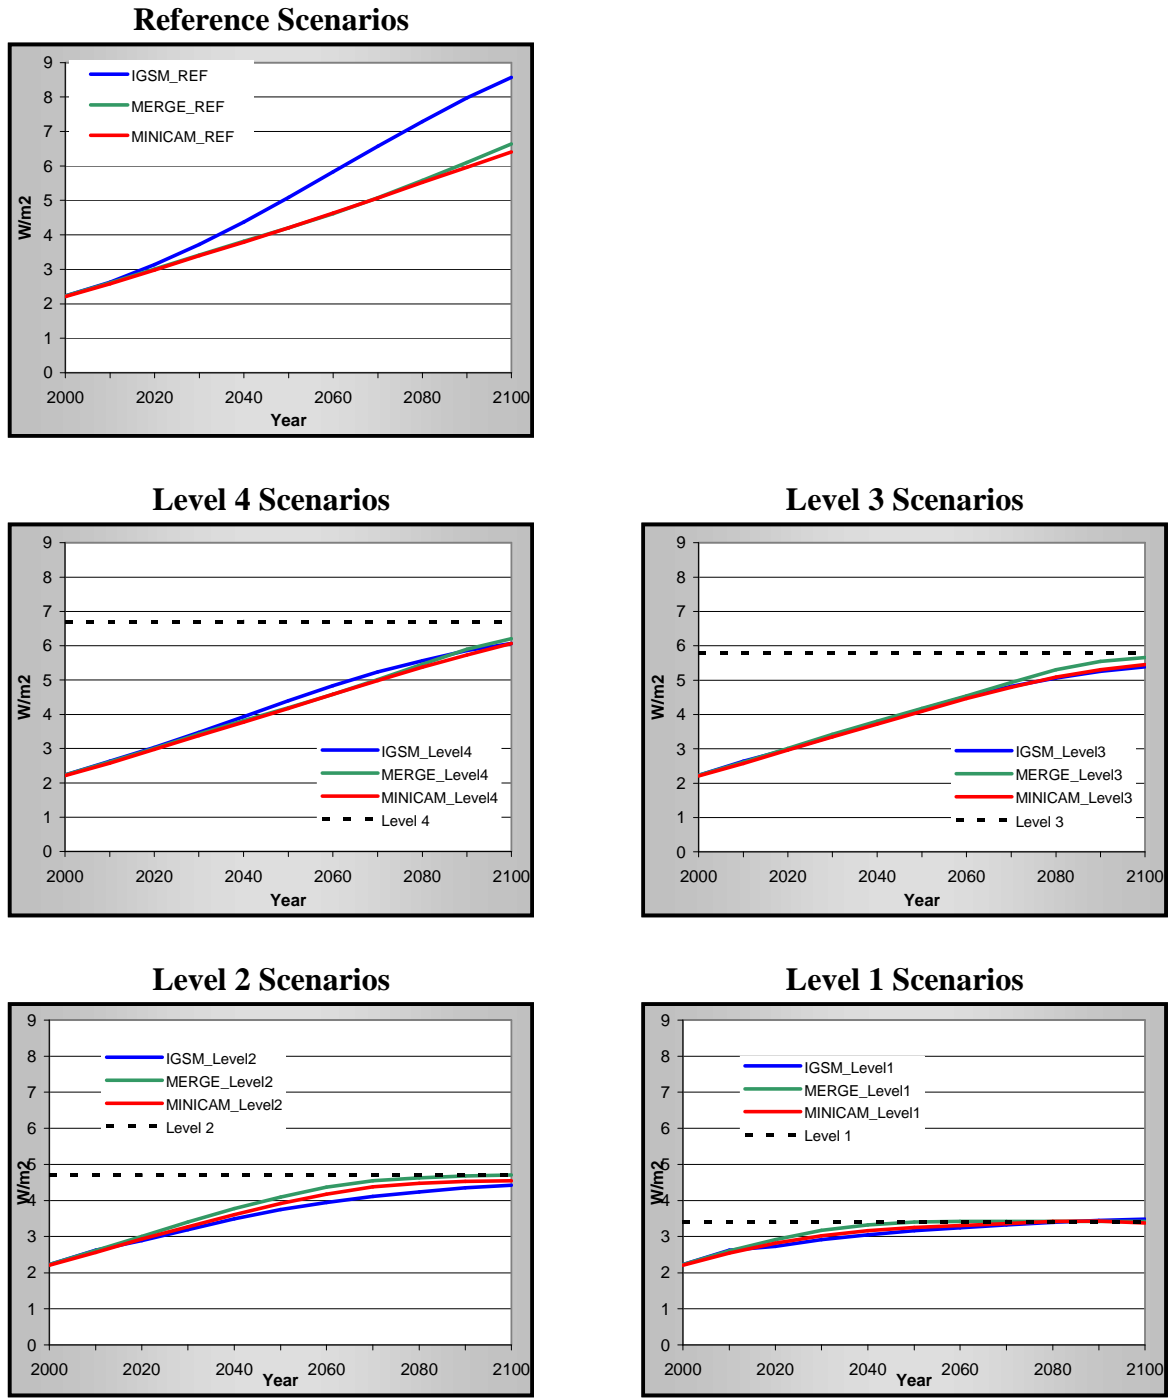 Reference Scenarios
9
8
7
6
5
4
3
2
1
0
W/m2
IGSM_REF
MERGE_REF
MINICAM_REF
2000 2020 2040 2060 2080 2100
Year
Level 4 Scenarios
9
8
7
6
5
4
3
2
1
0
W/m2
IGSM_Level4
MERGE_Level4
MINICAM_Level4
Level 4
2000 2020 2040 2060 2080 2100
Year
Level 3 Scenarios
9
8
7
6
5
4
3
2
1
0
W/m2
IGSM_Level3
MERGE_Level3
MINICAM_Level3
Level 3
2000 2020 2040 2060 2080 2100
Year
Level 2 Scenarios
9
8
7
6
5
4
3
2
1
0
W/m2
IGSM_Level2
MERGE_Level2
MINICAM_Level2
Level 2
2000 2020 2040 2060 2080 2100
Year
Level 1 Scenarios
9
8
7
6
5
4
3
2
1
0
W/m2
IGSM_Level1
MERGE_Level1
MINICAM_Level1
Level 1
2000 2020 2040 2060 2080 2100
Year